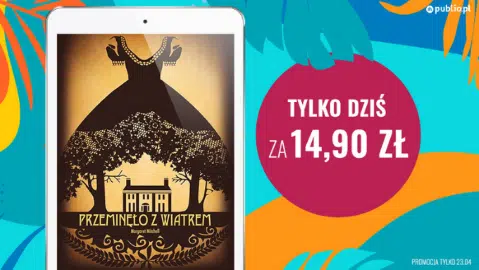 publio.pl
TYLKO DZIŚ
ZA 14,90 ZŁ
PRZEMINĘŁO Z WIATREM
Margaret Mitchell
PROMOCJA TYLKO 23.04